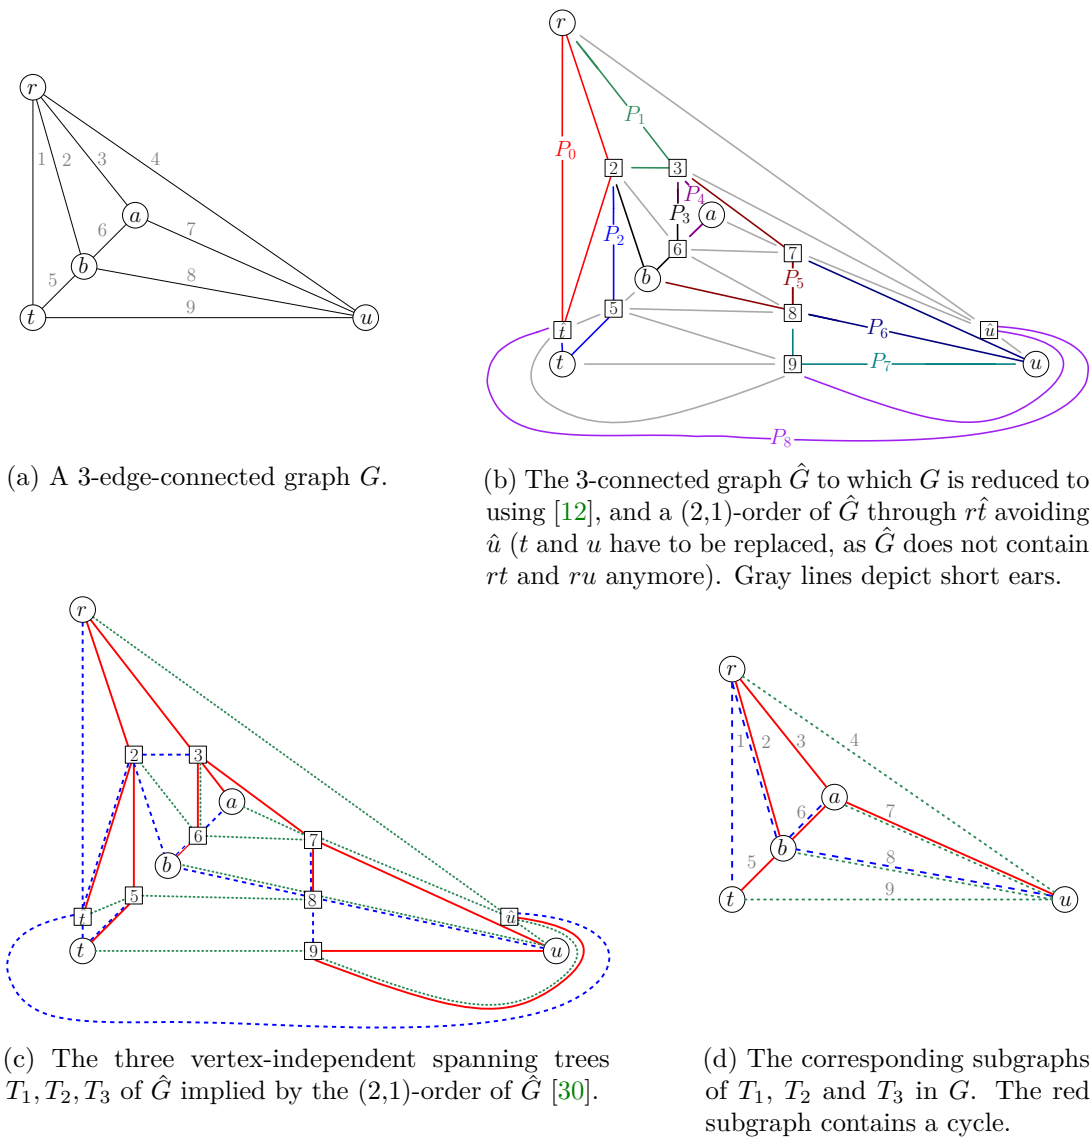 r
1
2
3
4
a
6
7
b
5
8
9
t
u
(a) A 3-edge-connected graph G.
r
P₁
P₀
2
3
P₄
P₃
a
P₂
6
7
b
P₅
5
8
t̂
P₆
û
t
9
P₇
u
P₈
(b) The 3-connected graph Ĝ to which G is reduced to
using [12], and a (2,1)-order of Ĝ through rt̂ avoiding
û (t and u have to be replaced, as Ĝ does not contain
rt and ru anymore). Gray lines depict short ears.
r
2
3
a
6
7
b
5
8
t̂
û
t
9
u
(c) The three vertex-independent spanning trees
T₁, T₂, T₃ of Ĝ implied by the (2,1)-order of Ĝ [30].
r
1
2
3
4
a
6
7
b
5
8
9
t
u
(d) The corresponding subgraphs
of T₁, T₂ and T₃ in G. The red
subgraph contains a cycle.